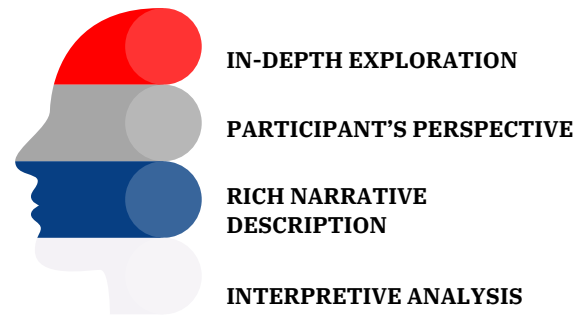 IN-DEPTH EXPLORATION
PARTICIPANT’S PERSPECTIVE
RICH NARRATIVE
DESCRIPTION
INTERPRETIVE ANALYSIS